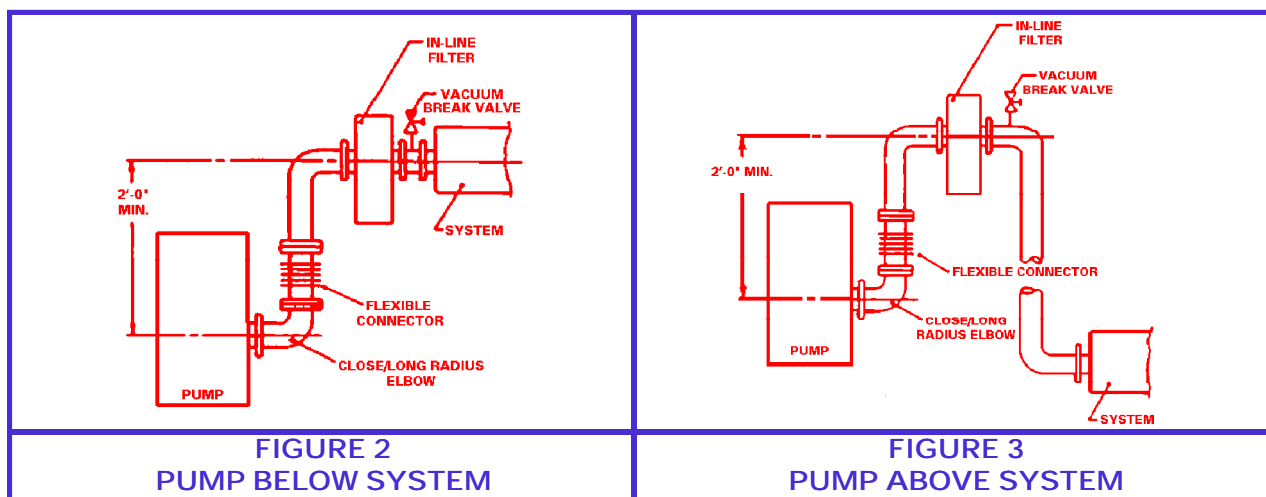 IN-LINE
FILTER
VACUUM
BREAK VALVE
2'-0"
MIN.
SYSTEM
FLEXIBLE
CONNECTOR
CLOSE/LONG RADIUS
ELBOW
PUMP
FIGURE 2
PUMP BELOW SYSTEM
IN-LINE
FILTER
VACUUM
BREAK VALVE
2'-0" MIN.
FLEXIBLE CONNECTOR
CLOSE/LONG
RADIUS ELBOW
PUMP
SYSTEM
FIGURE 3
PUMP ABOVE SYSTEM